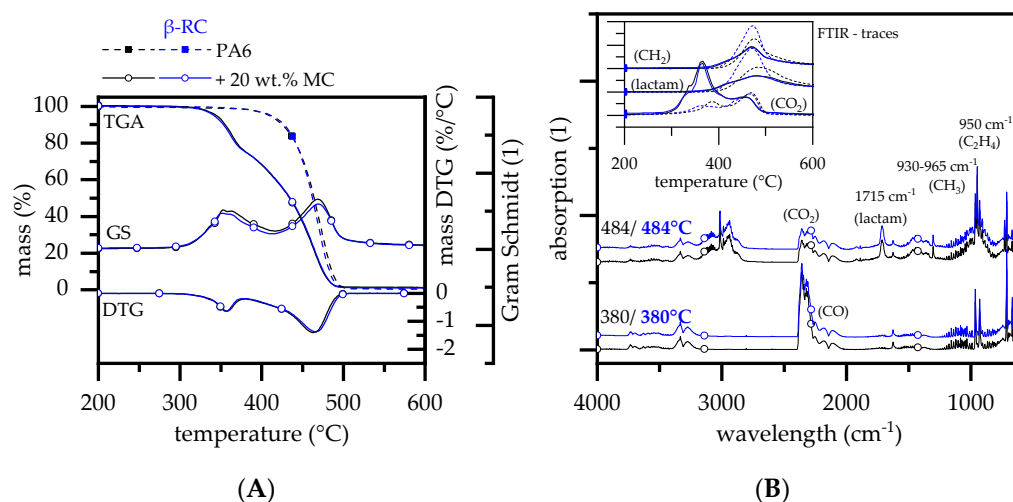 β-RC
PA6
+ 20 wt.% MC
100
80
60
40
20
0
mass (%)
TGA
GS
DTG
0
-1
-2
mass DTG (%/°C)
Gram Schmidt (1)
200 300 400 500 600
temperature (°C)
(A)
FTIR - traces
(CH2)
(lactam)
(CO2)
200 400 600
temperature (°C)
absorption (1)
950 cm-1
(C2H4)
930-965 cm-1
(CH3)
1715 cm-1
(lactam)
(CO2)
484/ 484°C
(CO)
380/ 380°C
4000 3000 2000 1000
wavelength (cm-1)
(B)